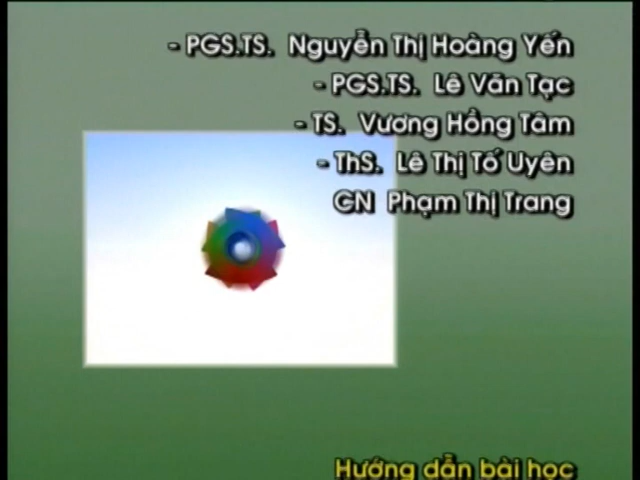 - PGS.TS. Nguyễn Thị Hoàng Yến
- PGS.TS. Lê Văn Tạc
- TS. Vương Hồng Tâm
- ThS. Lê Thị Tố Uyên
CN Phạm Thị Trang
Hướng dẫn bài học